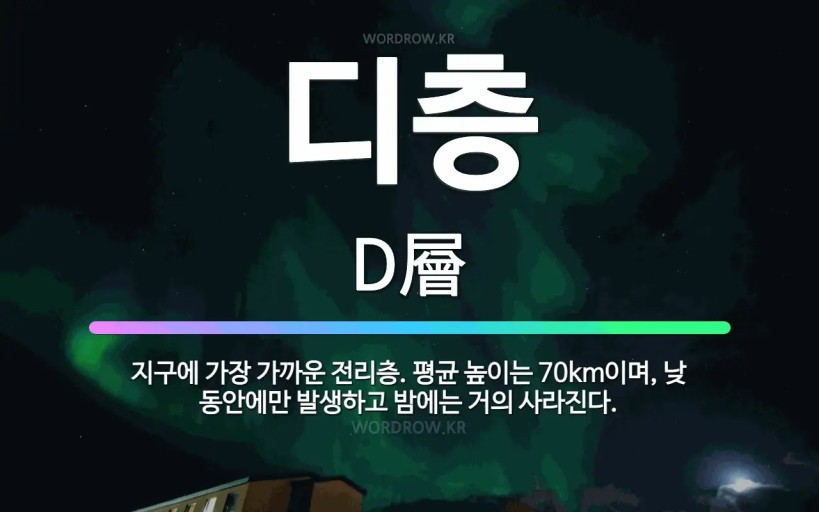 WORDROW.KR
디층
D層
지구에 가장 가까운 전리층. 평균 높이는 70km이며, 낮
동안에만 발생하고 밤에는 거의 사라진다.
WORDROW.KR